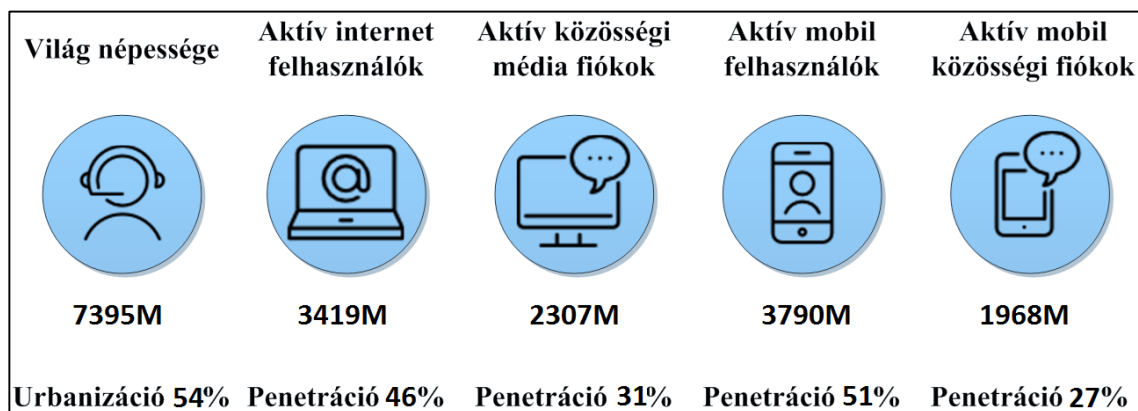 Világ népessége
Aktív internet
felhasználók
Aktív közösségi
média fiókok
Aktív mobil
felhasználók
Aktív mobil
közösségi fiókok
7395M
3419M
2307M
3790M
1968M
Urbanizáció 54%
Penetráció 46%
Penetráció 31%
Penetráció 51%
Penetráció 27%